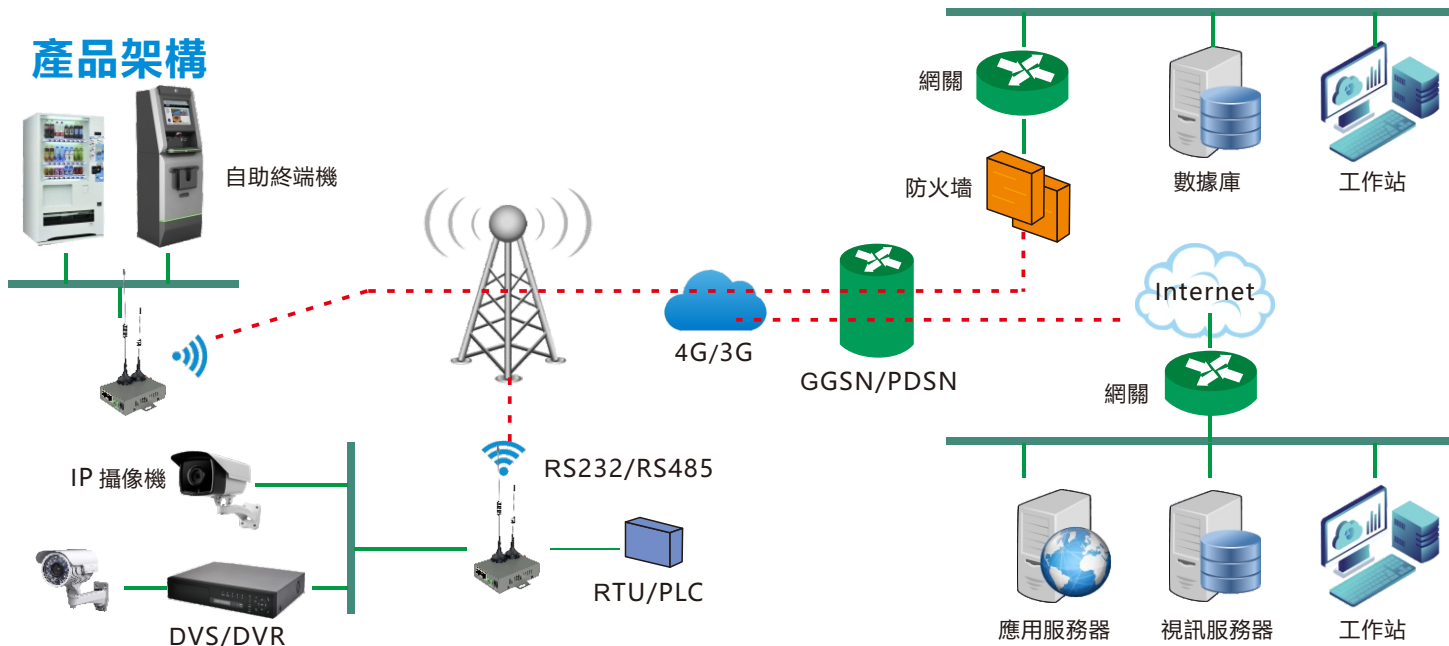 產品架構
自助終端機
網關
防火墻
數據庫
工作站
4G/3G
GGSN/PDSN
Internet
網關
IP 攝像機
DVS/DVR
RS232/RS485
RTU/PLC
應用服務器
視訊服務器
工作站